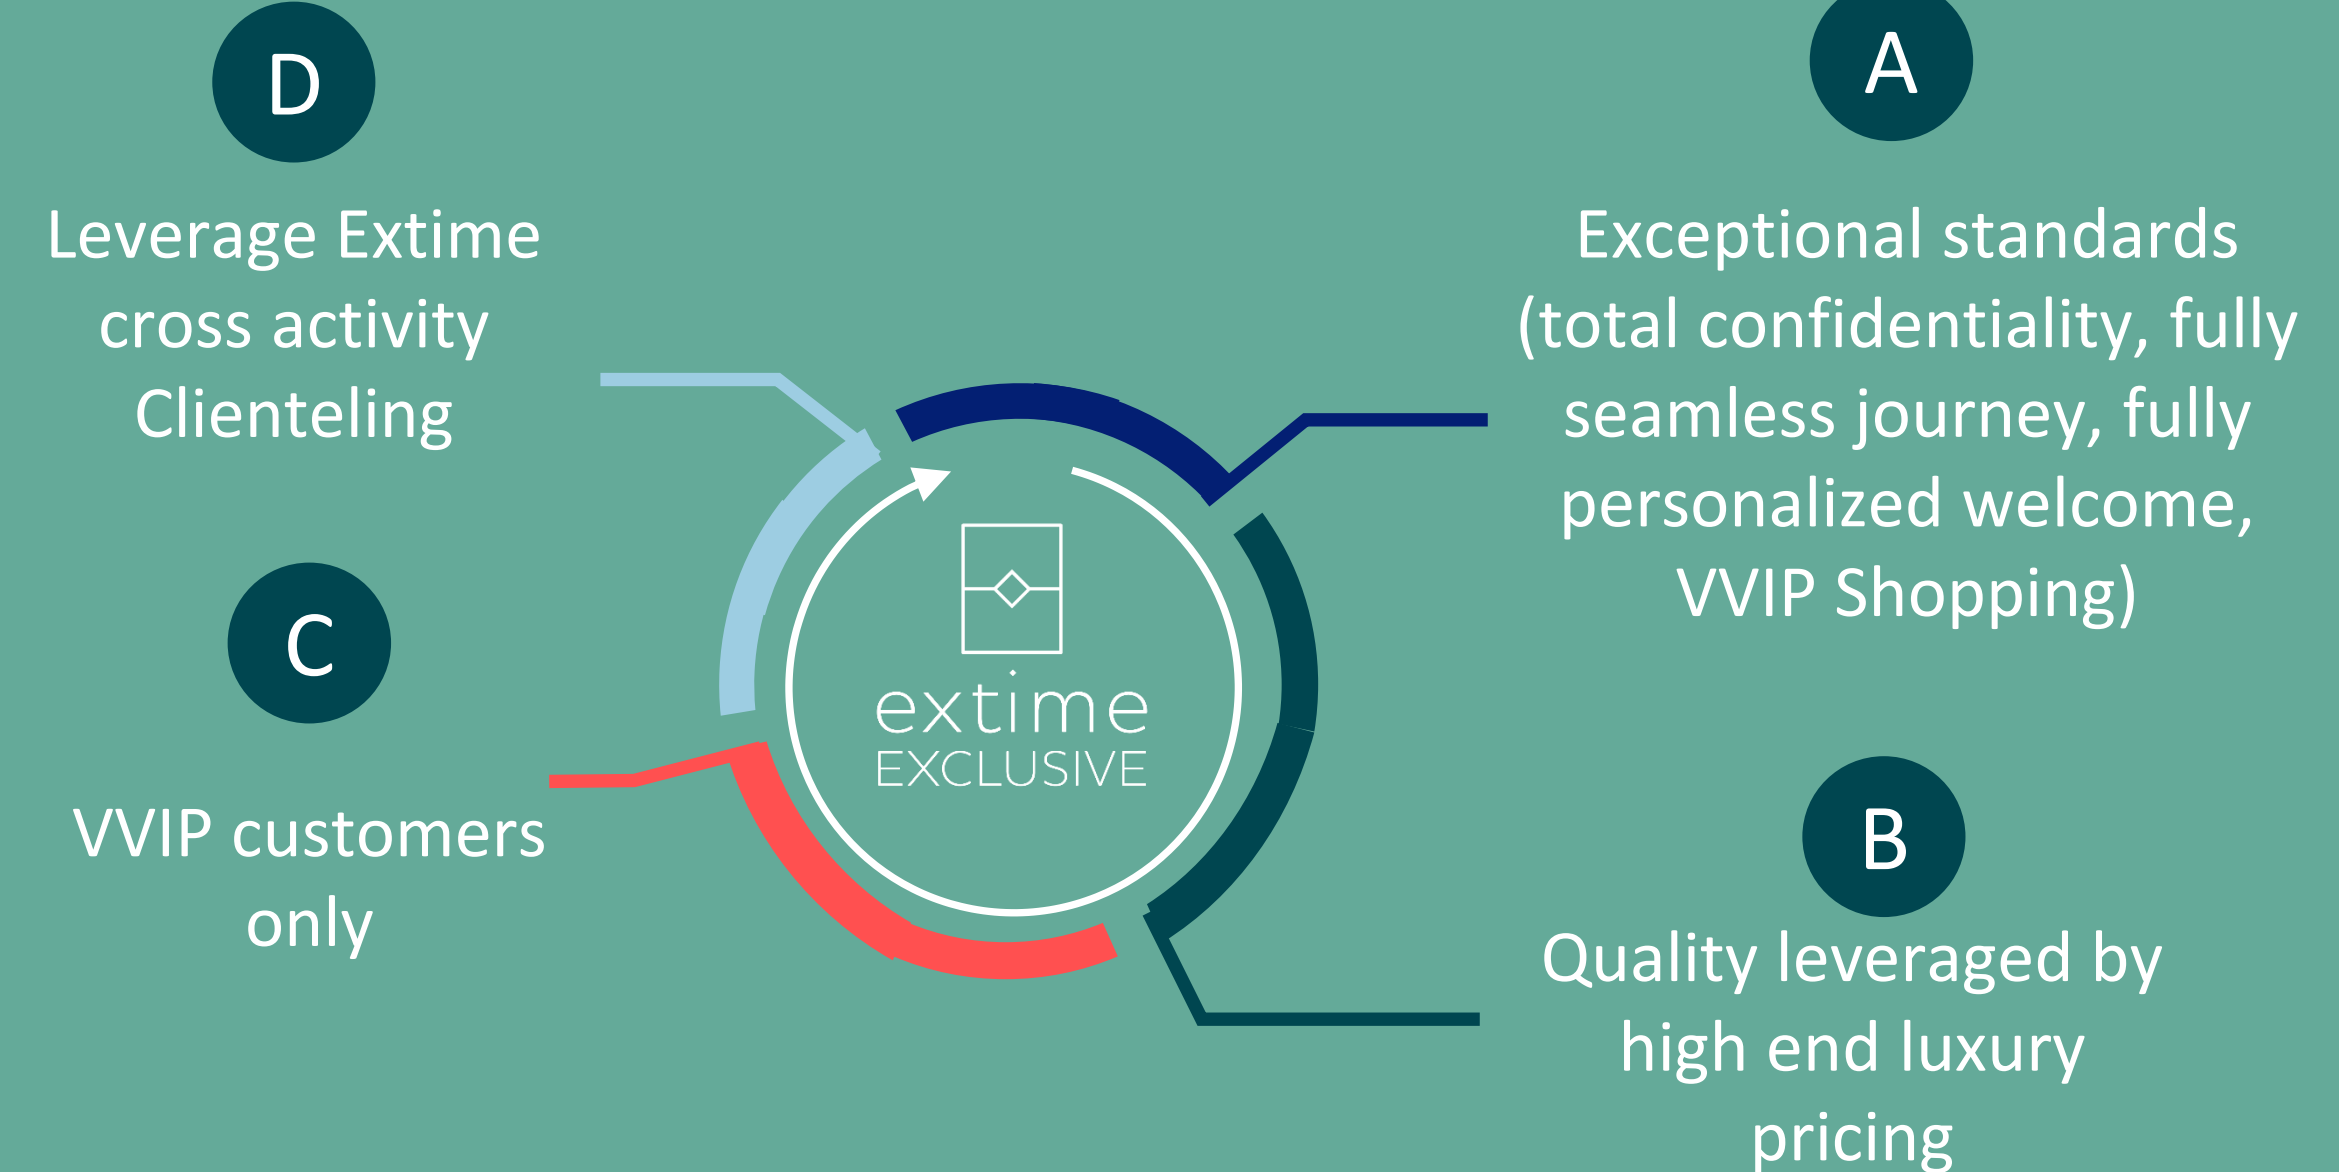 D
Leverage Extime
cross activity
Clienteling
A
Exceptional standards
(total confidentiality, fully
seamless journey, fully
personalized welcome,
VVIP Shopping)
extime
EXCLUSIVE
C
VVIP customers
only
B
Quality leveraged by
high end luxury
pricing